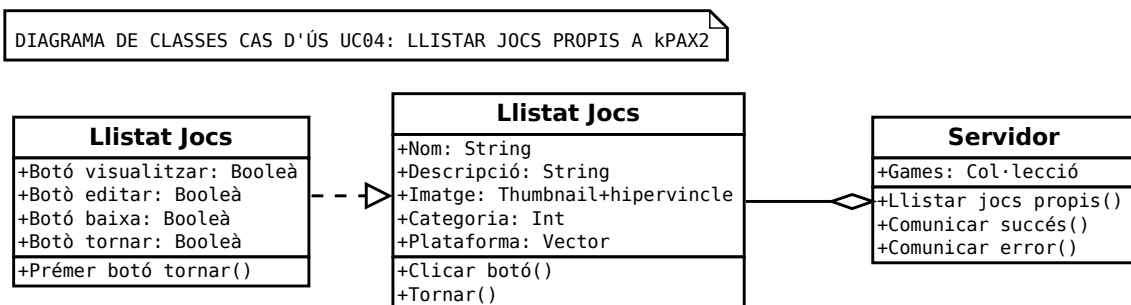 DIAGRAMA DE CLASSES CAS D'ÚS UC04: LLISTAR JOCS PROPIS A kPAX2
Llistat Jocs
+Botó visualitzar: Booleà
+Botò editar: Booleà
+Botó baixa: Booleà
+Botò tornar: Booleà
+Prémer botó tornar()
Llistat Jocs
+Nom: String
+Descripció: String
+Imatge: Thumbnail+hipervincle
+Categoria: Int
+Plataforma: Vector
+Clicar botó()
+Tornar()
Servidor
+Games: Col·lecció
+Llistar jocs propis()
+Comunicar succés()
+Comunicar error()